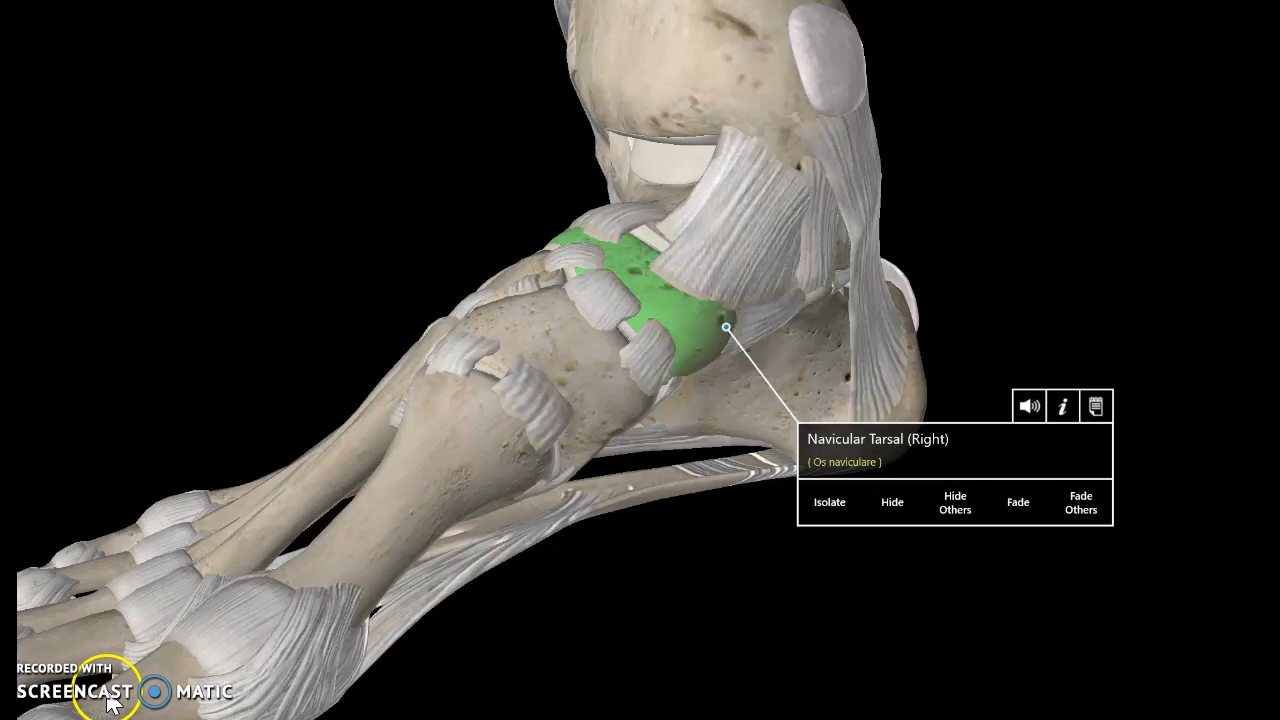 Navicular Tarsal (Right)
{ Os naviculare }
Isolate
Hide
Hide
Others
Fade
Fade
Others
RECORDED WITH
SCREENCAST MATIC